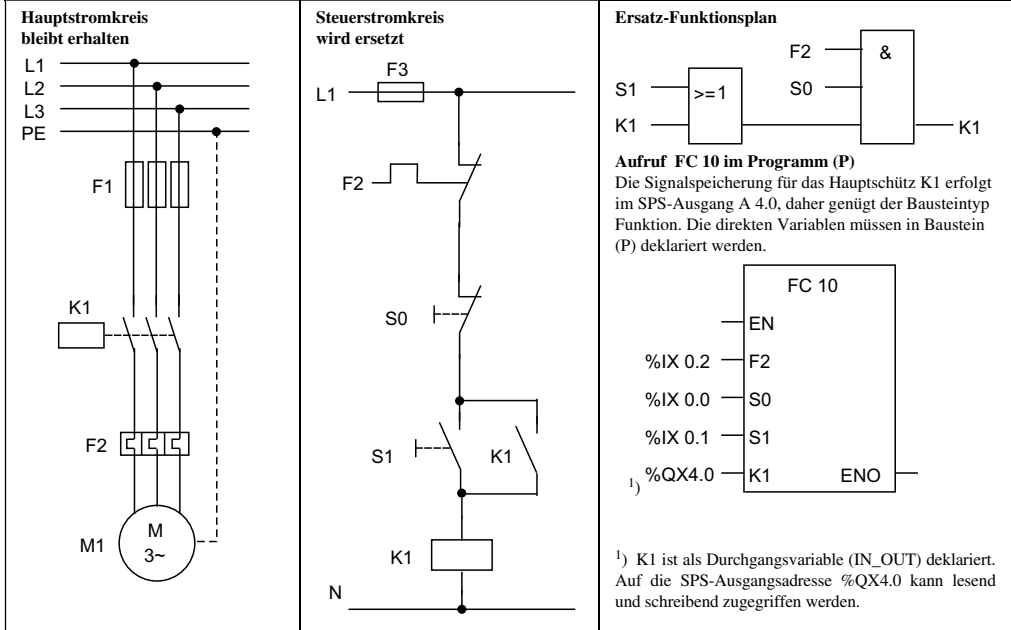 Hauptstromkreis
bleibt erhalten
L1
L2
L3
PE
F1
K1
F2
M1
M
3~
Steuerstromkreis
wird ersetzt
F3
L1
F2
S0
S1
K1
K1
N
Ersatz-Funktionsplan
F2
&
S1
>=1
S0
K1
K1
Aufruf FC 10 im Programm (P)
Die Signalspeicherung für das Hauptschütz K1 erfolgt
im SPS-Ausgang A 4.0, daher genügt der Bausteintyp
Funktion. Die direkten Variablen müssen in Baustein
(P) deklariert werden.
FC 10
EN
%IX 0.2 F2
%IX 0.0 S0
%IX 0.1 S1
1) %QX4.0 K1 ENO
1) K1 ist als Durchgangsvariable (IN_OUT) deklariert.
Auf die SPS-Ausgangsadresse %QX4.0 kann lesend
und schreibend zugegriffen werden.